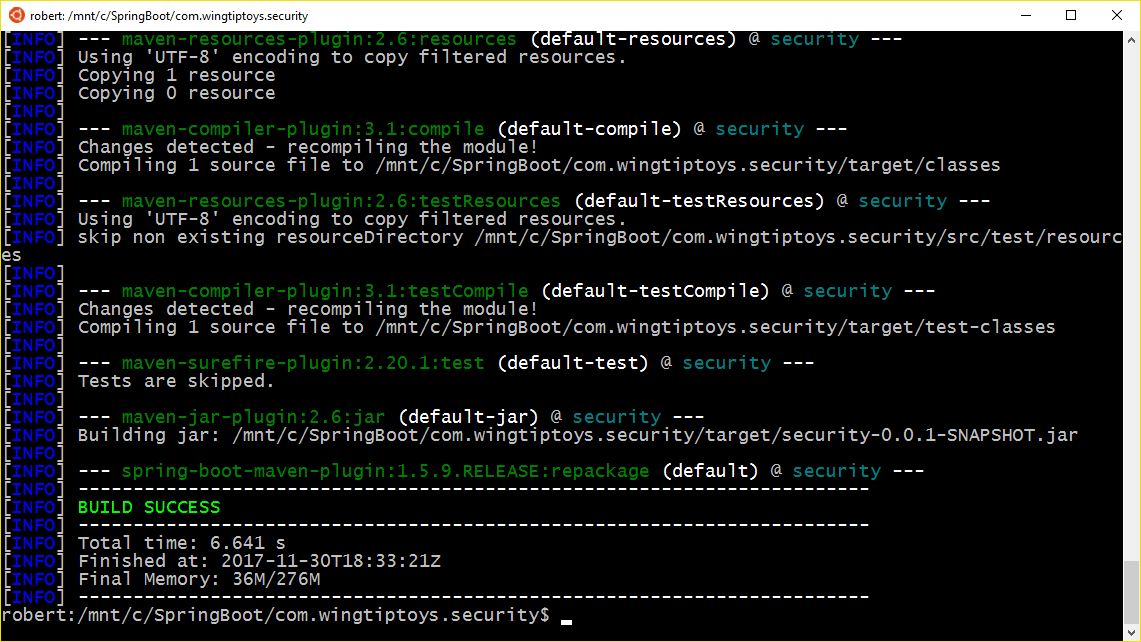 robert: /mnt/c/SpringBoot/com.wingtiptoys.security
[INFO] --- maven-resources-plugin:2.6:resources (default-resources) @ security ---
[INFO] Using 'UTF-8' encoding to copy filtered resources.
[INFO] Copying 1 resource
[INFO] Copying 0 resource
[INFO]
[INFO] --- maven-compiler-plugin:3.1:compile (default-compile) @ security ---
[INFO] Changes detected - recompiling the module!
[INFO] Compiling 1 source file to /mnt/c/SpringBoot/com.wingtiptoys.security/target/classes
[INFO]
[INFO] --- maven-resources-plugin:2.6:testResources (default-testResources) @ security ---
[INFO] Using 'UTF-8' encoding to copy filtered resources.
[INFO] skip non existing resourceDirectory /mnt/c/SpringBoot/com.wingtiptoys.security/src/test/resourc
es
[INFO]
[INFO] --- maven-compiler-plugin:3.1:testCompile (default-testCompile) @ security ---
[INFO] Changes detected - recompiling the module!
[INFO] Compiling 1 source file to /mnt/c/SpringBoot/com.wingtiptoys.security/target/test-classes
[INFO]
[INFO] --- maven-surefire-plugin:2.20.1:test (default-test) @ security ---
[INFO] Tests are skipped.
[INFO]
[INFO] --- maven-jar-plugin:2.6:jar (default-jar) @ security ---
[INFO] Building jar: /mnt/c/SpringBoot/com.wingtiptoys.security/target/security-0.0.1-SNAPSHOT.jar
[INFO]
[INFO] --- spring-boot-maven-plugin:1.5.9.RELEASE:repackage (default) @ security ---
[INFO] ------------------------------------------------------------------------
[INFO] BUILD SUCCESS
[INFO] ------------------------------------------------------------------------
[INFO] Total time: 6.641 s
[INFO] Finished at: 2017-11-30T18:33:21Z
[INFO] Final Memory: 36M/276M
[INFO] ------------------------------------------------------------------------
robert:/mnt/c/SpringBoot/com.wingtiptoys.security$